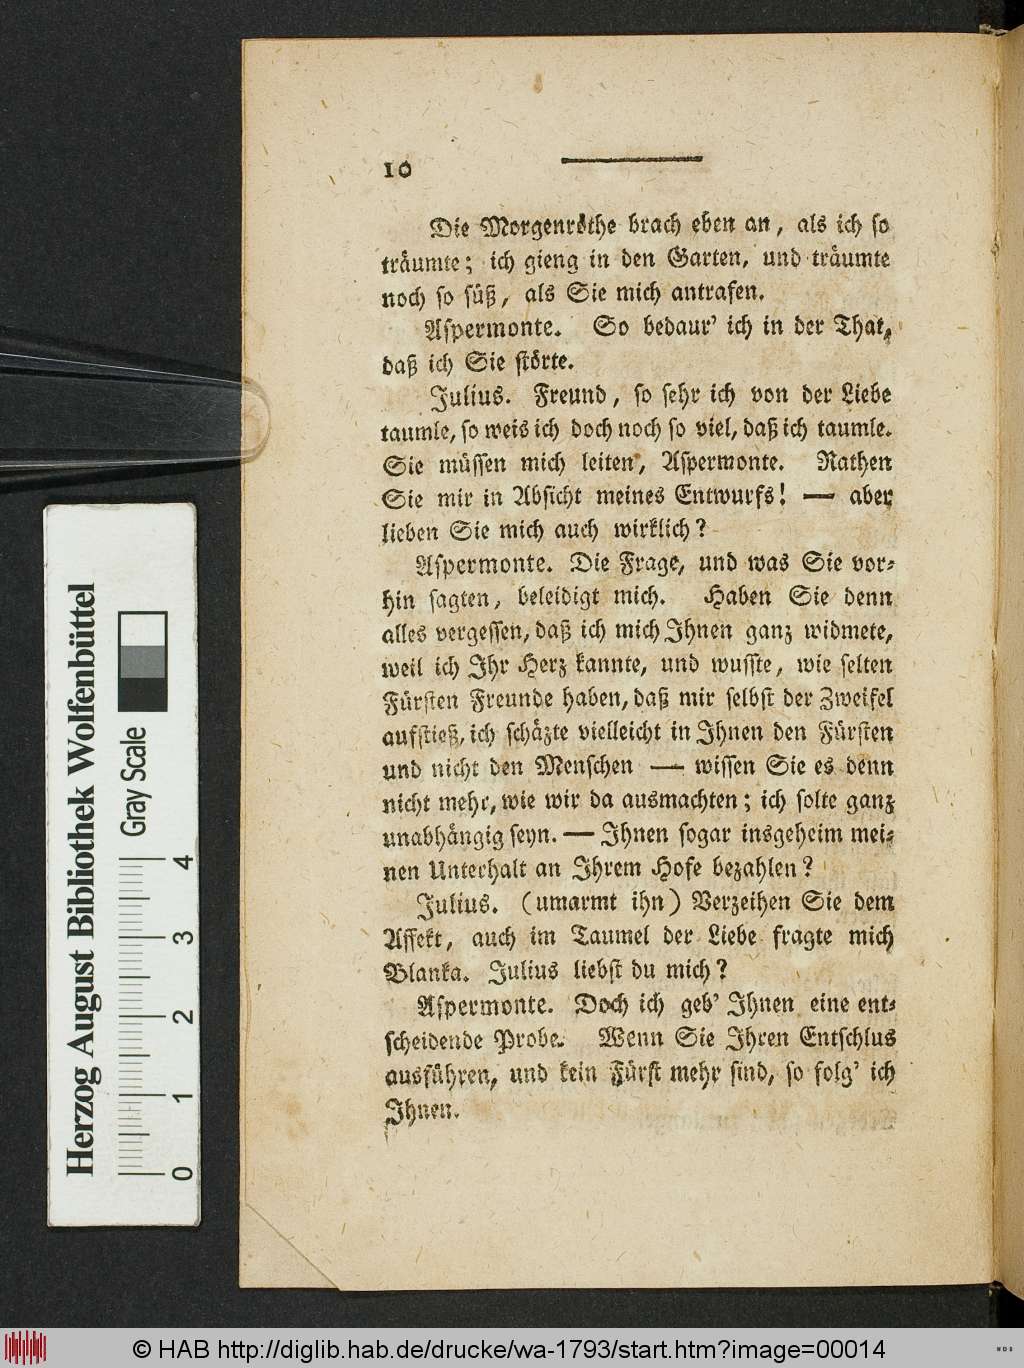 10
Die Morgenröthe brach eben an, als ich so
träumte; ich gieng in den Garten, und träumte
noch so süß, als Sie mich antrafen.
Aspermonte. So bedaur' ich in der That,
daß ich Sie störte.
Julius. Freund, so sehr ich von der Liebe
taumle, so weis ich doch noch so viel, daß ich taumle.
Sie müssen mich leiten, Aspermonte. Rathen
Sie mir in Absicht meines Entwurfs! — aber
lieben Sie mich auch wirklich?
Aspermonte. Die Frage, und was Sie vor-
hin sagten, beleidigt mich. Haben Sie denn
alles vergessen, daß ich mich Ihnen ganz widmete,
weil ich Ihr Herz kannte, und wusste, wie selten
Fürsten Freunde haben, daß mir selbst der Zweifel
aufstieß, ich schäzte vielleicht in Ihnen den Fürsten
und nicht den Menschen — wissen Sie es denn
nicht mehr, wie wir da ausmachten; ich solte ganz
unabhängig seyn. — Ihnen sogar insgeheim mei-
nen Unterhalt an Ihrem Hofe bezahlen?
Julius. (umarmt ihn) Verzeihen Sie dem
Affekt, auch im Taumel der Liebe fragte mich
Blanka. Julius liebst du mich?
Aspermonte. Doch ich geb' Ihnen eine ent-
scheidende Probe. Wenn Sie Ihren Entschlus
ausführen, und kein Fürst mehr sind, so folg' ich
Ihnen.
Herzog August Bibliothek Wolfenbüttel
Gray Scale
0 1 2 3 4
© HAB http://diglib.hab.de/drucke/wa-1793/start.htm?image=00014